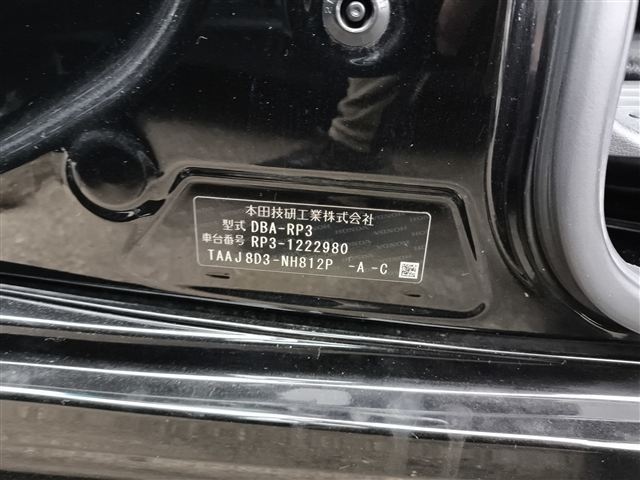 本田技研工業株式会社
型式 DBA-RP3
車台番号 RP3-1222980
TAAJ8D3-NH812P -A -C